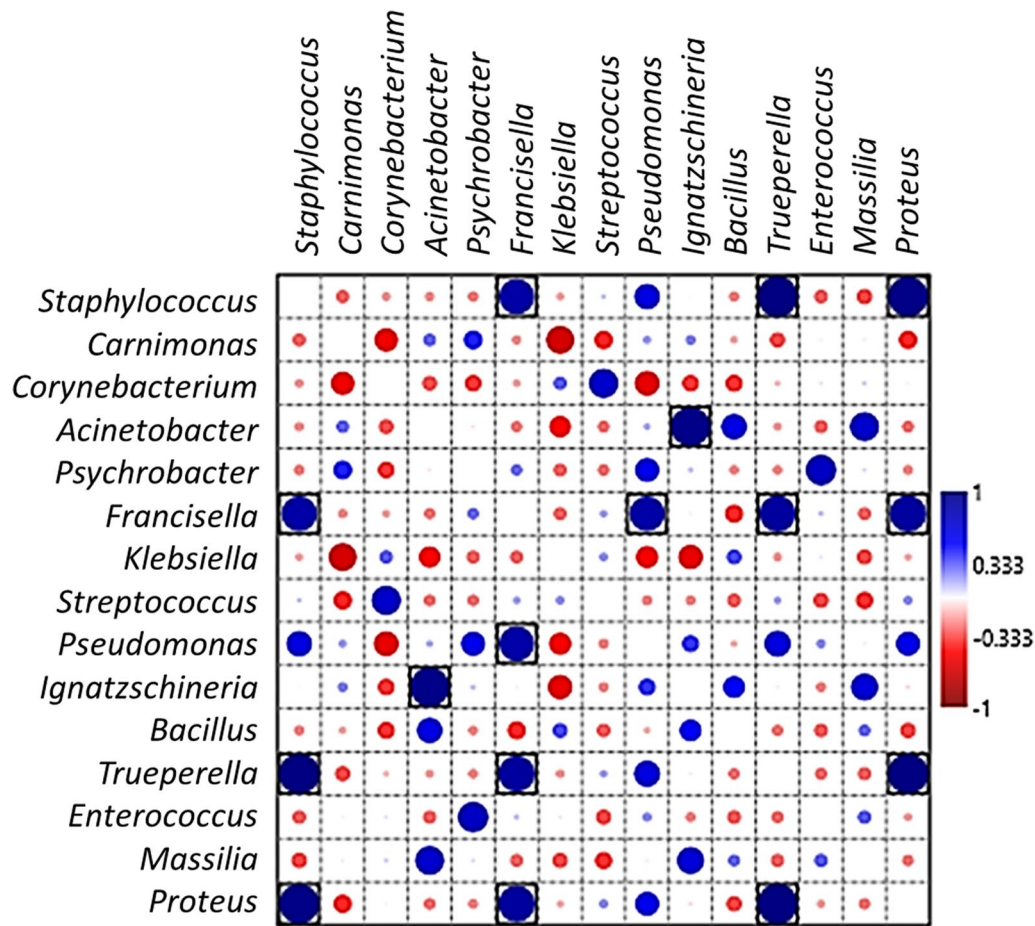 Staphylococcus
Carnimonas
Corynebacterium
Acinetobacter
Psychrobacter
Francisella
Klebsiella
Streptococcus
Pseudomonas
Ignatzschineria
Bacillus
Trueperella
Enterococcus
Massilia
Proteus
Staphylococcus
Carnimonas
Corynebacterium
Acinetobacter
Psychrobacter
Francisella
Klebsiella
Streptococcus
Pseudomonas
Ignatzschineria
Bacillus
Trueperella
Enterococcus
Massilia
Proteus
1
0.333
-0.333
-1